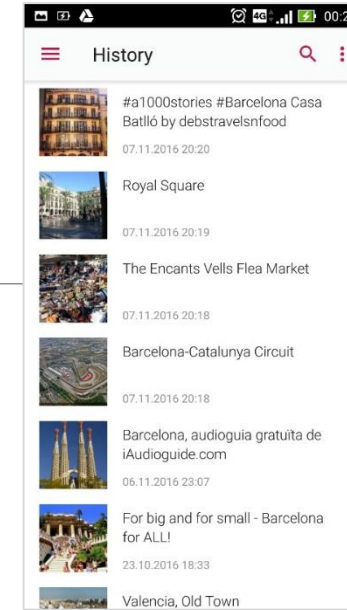 4G 00:2
History
#a1000stories #Barcelona Casa
Batlló by debstravelsnfood
07.11.2016 20:20
Royal Square
07.11.2016 20:19
The Encants Vells Flea Market
07.11.2016 20:18
Barcelona-Catalunya Circuit
07.11.2016 20:18
Barcelona, audioguia gratuïta de
iAudioguide.com
06.11.2016 23:07
For big and for small - Barcelona
for ALL!
23.10.2016 18:33
Valencia, Old Town